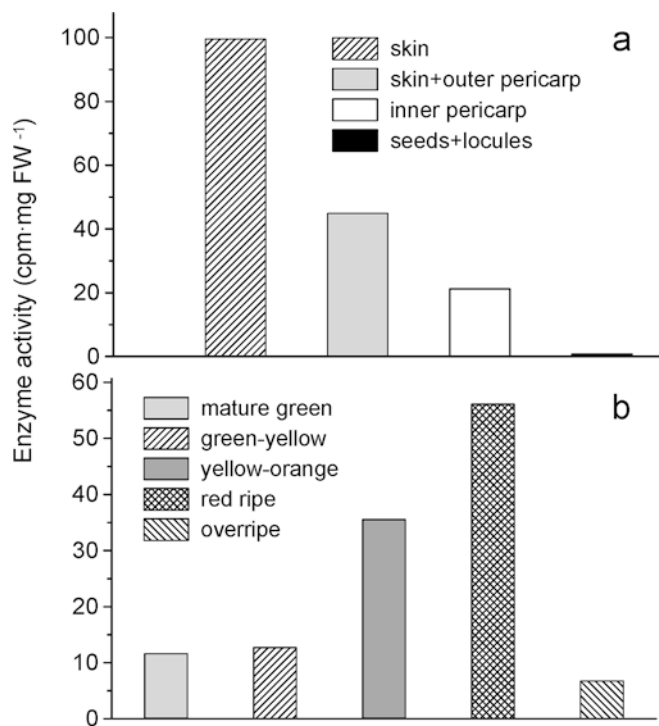 Enzyme activity (cpm·mg FW⁻¹)
a
100
80
60
40
20
0
skin
skin+outer pericarp
inner pericarp
seeds+locules
b
60
50
40
30
20
10
0
mature green
green-yellow
yellow-orange
red ripe
overripe